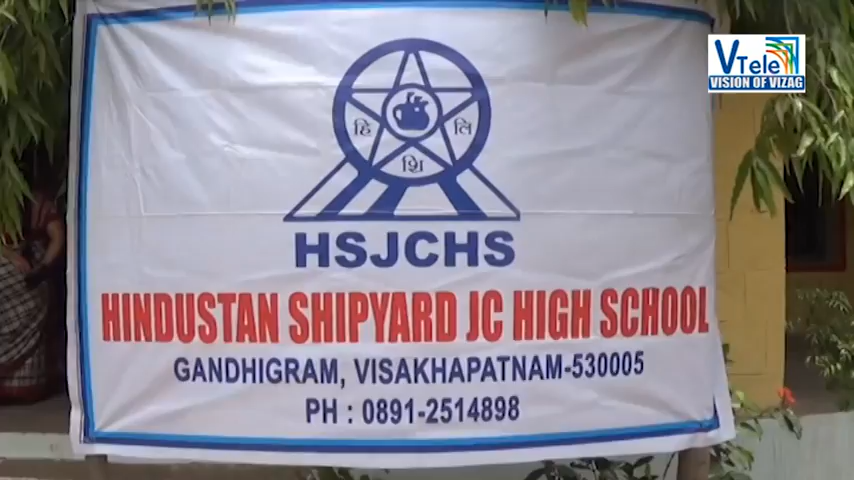 VTele
VISION OF VIZAG
हि
लि
शि
HSJCHS
HINDUSTAN SHIPYARD JC HIGH SCHOOL
GANDHIGRAM, VISAKHAPATNAM-530005
PH : 0891-2514898